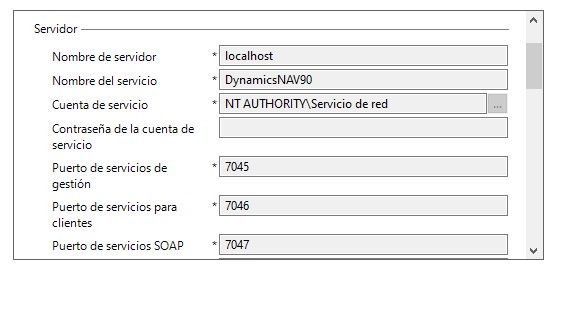 Servidor
Nombre de servidor * localhost
Nombre del servicio * DynamicsNAV90
Cuenta de servicio * NT AUTHORITY\Servicio de red ...
Contraseña de la cuenta de
servicio
Puerto de servicios de * 7045
gestión
Puerto de servicios para * 7046
clientes
Puerto de servicios SOAP * 7047